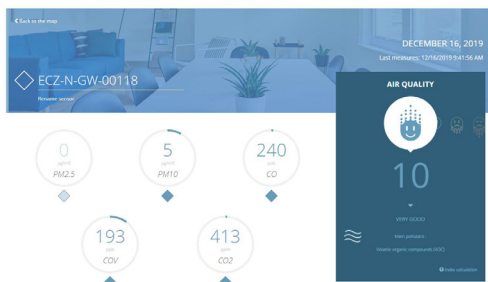 Back to the map
DECEMBER 16, 2019
Last measures: 12/16/2019 9:41:56 AM
ECZ-N-GW-00118
Rename sensor
AIR QUALITY
10
VERY GOOD
Main pollutant
Volatile organic compounds (VOC)
Index calculation
0
PM2.5
5
PM10
240
CO
193
COV
413
CO2